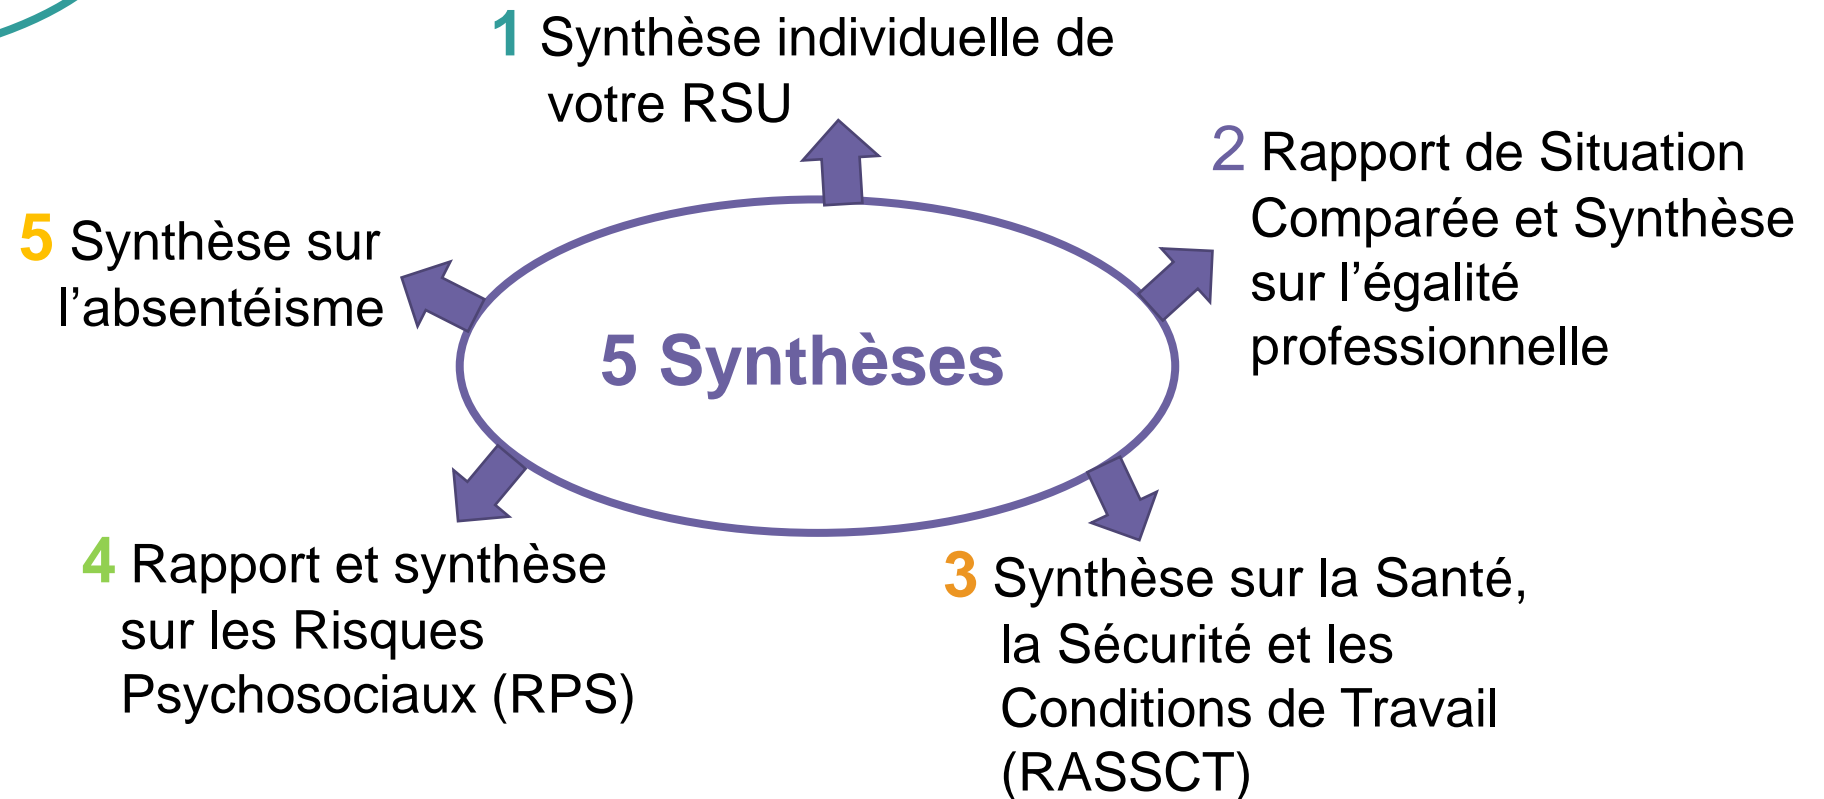 1 Synthèse individuelle de
votre RSU
2 Rapport de Situation
Comparée et Synthèse
sur l’égalité
professionnelle
5 Synthèse sur
l’absentéisme
5 Synthèses
4 Rapport et synthèse
sur les Risques
Psychosociaux (RPS)
3 Synthèse sur la Santé,
la Sécurité et les
Conditions de Travail
(RASSCT)